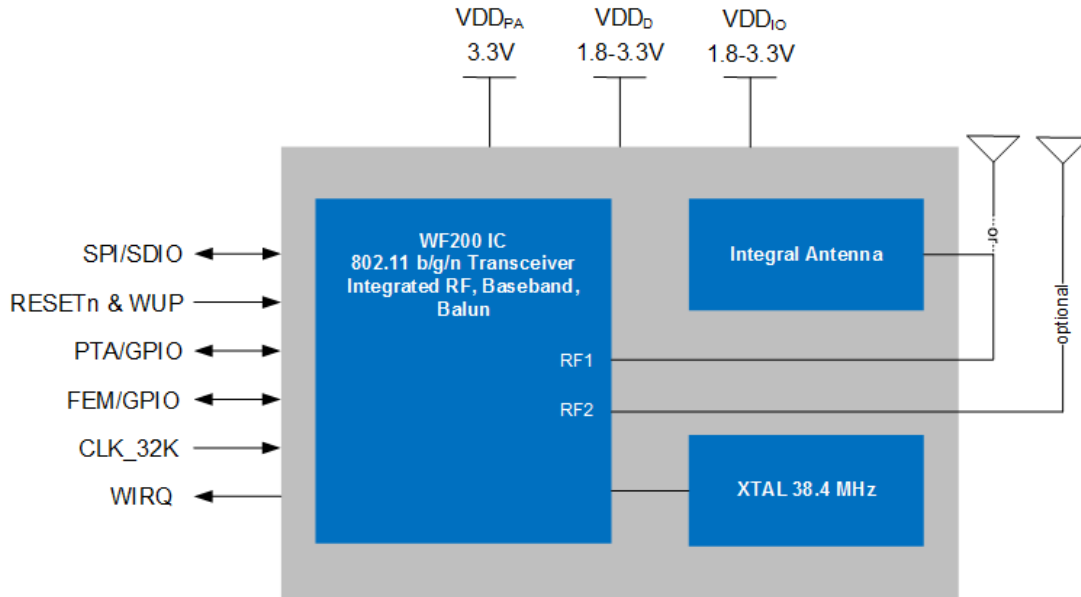 VDDPA
3.3V
VDDD
1.8-3.3V
VDDIO
1.8-3.3V
SPI/SDIO
RESETn & WUP
PTA/GPIO
FEM/GPIO
CLK_32K
WIRQ
WF200 IC
802.11 b/g/n Transceiver
Integrated RF, Baseband,
Balun
RF1
RF2
Integral Antenna
XTAL 38.4 MHz
...or...
optional